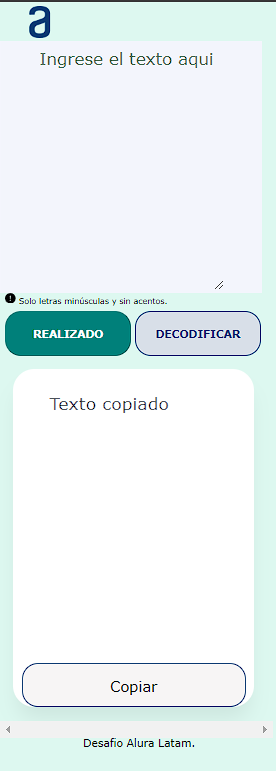 a
Ingrese el texto aqui
Solo letras minúsculas y sin acentos.
REALIZADO
DECODIFICAR
Texto copiado
Copiar
Desafio Alura Latam.